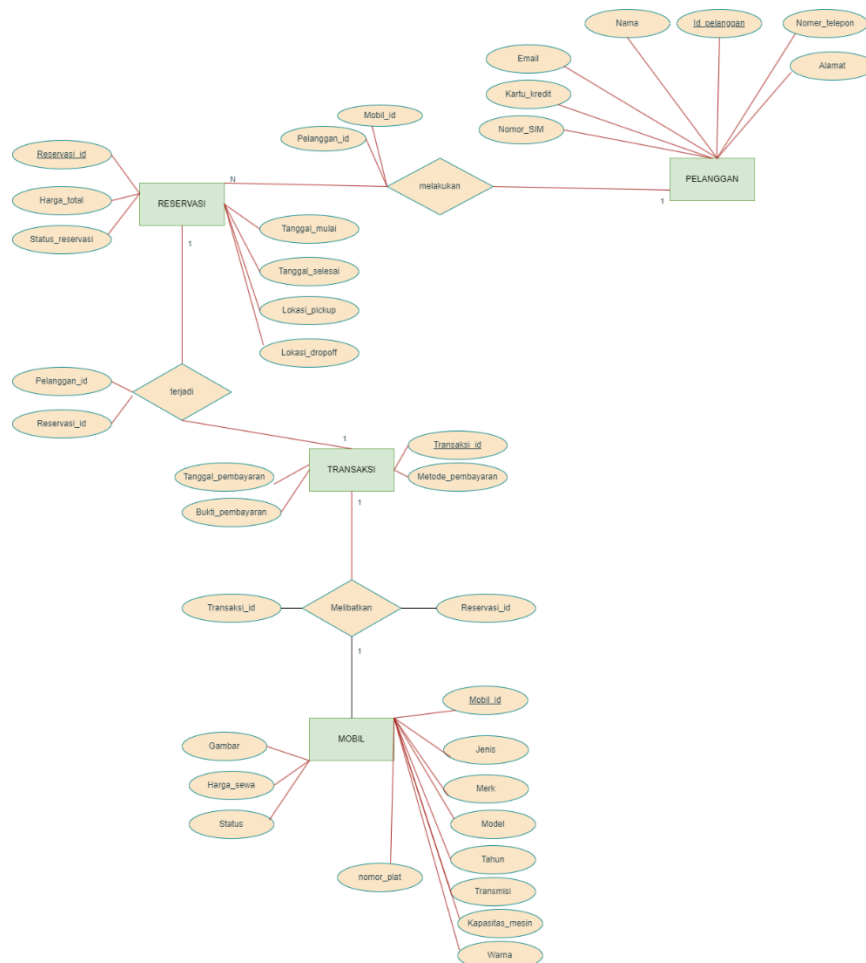 Nama
Id_pelanggan
Nomer_telepon
Email
Alamat
Kartu_kredit
Mobil_id
Nomor_SIM
Pelanggan_id
Reservasi_id
N
melakukan
PELANGGAN
1
RESERVASI
Harga_total
Tanggal_mulai
Status_reservasi
1
Tanggal_selesai
Lokasi_pickup
Lokasi_dropoff
Pelanggan_id
terjadi
Reservasi_id
1
Transaksi_id
TRANSAKSI
Tanggal_pembayaran
Metode_pembayaran
Bukti_pembayaran
1
Transaksi_id
Melibatkan
Reservasi_id
1
Mobil_id
MOBIL
Gambar
Jenis
Harga_sewa
Merk
Status
Model
Tahun
nomor_plat
Transmisi
Kapasitas_mesin
Warna